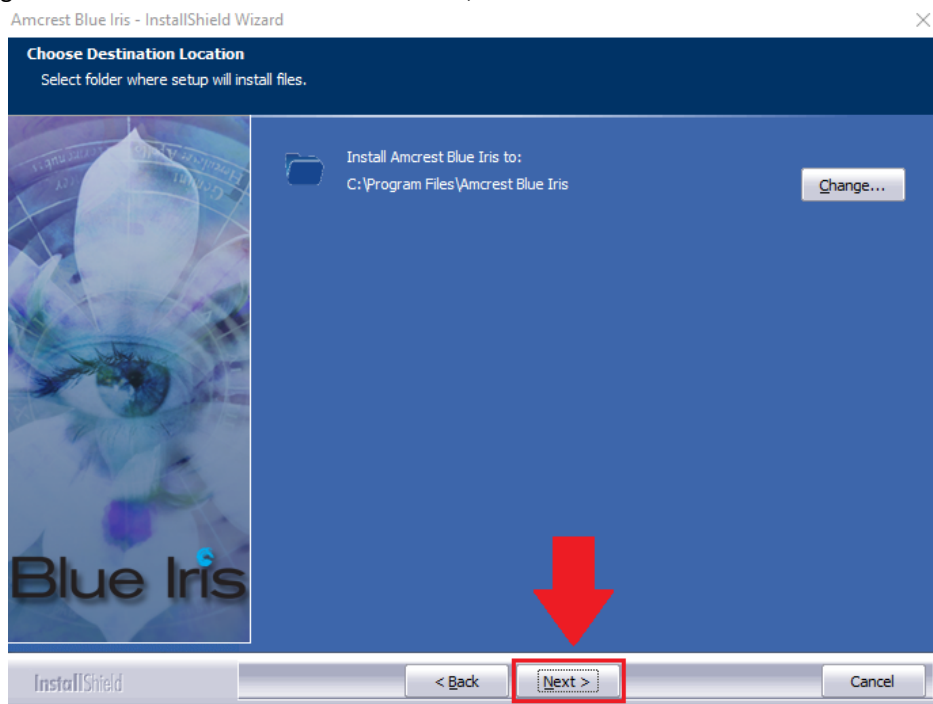 Amcrest Blue Iris - InstallShield Wizard
Choose Destination Location
Select folder where setup will install files.
Install Amcrest Blue Iris to:
C:\Program Files\Amcrest Blue Iris
Change...
Blue Iris
InstallShield
< Back
Next >
Cancel